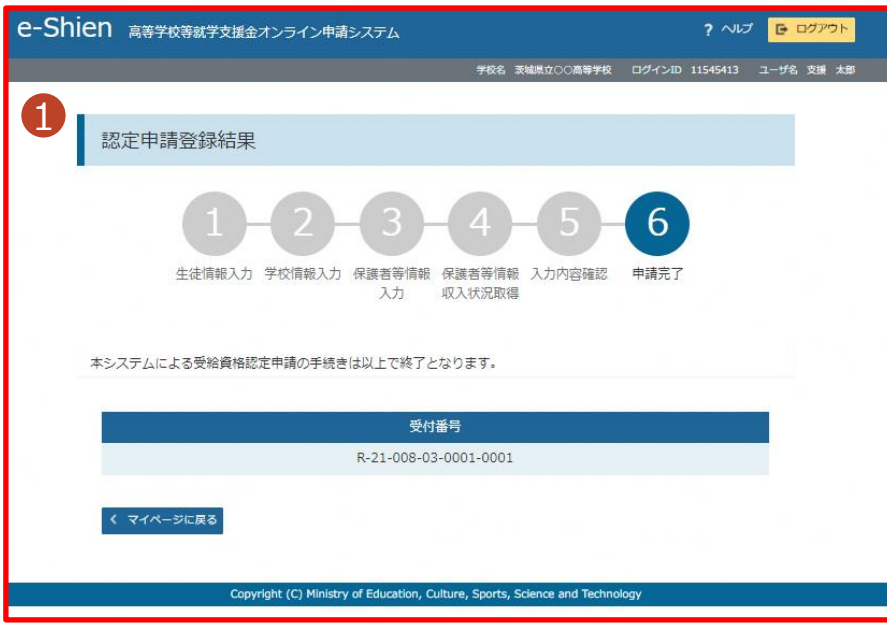 e-Shien 高等学校等就学支援金オンライン申請システム
? ヘルプ
ログアウト
学校名 茨城県立〇〇高等学校 ログインID 11545413 ユーザ名 支援 太郎
1
認定申請登録結果
1 2 3 4 5 6
生徒情報入力 学校情報入力 保護者等情報 保護者等情報 入力内容確認 申請完了
入力 収入状況取得
本システムによる受給資格認定申請の手続きは以上で終了となります。
受付番号
R-21-008-03-0001-0001
マイページに戻る
Copyright (C) Ministry of Education, Culture, Sports, Science and Technology